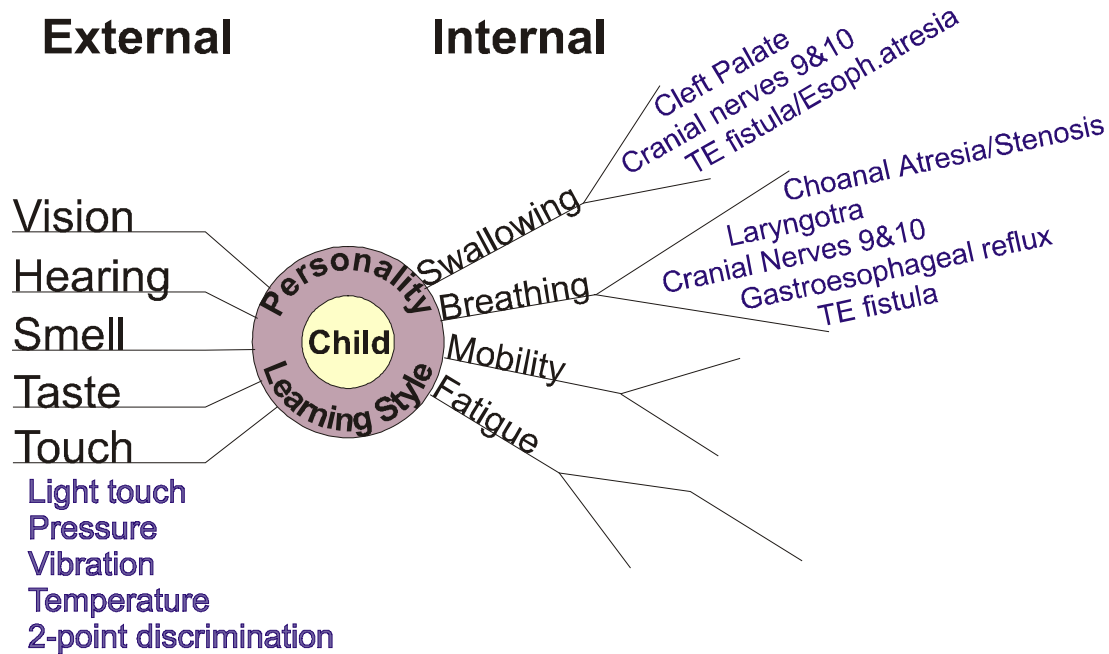 External
Internal
Vision
Hearing
Smell
Taste
Touch
Light touch
Pressure
Vibration
Temperature
2-point discrimination
Personality
Child
Learning Style
Swallowing
Cleft Palate
Cranial nerves 9&10
TE fistula/Esoph.atresia
Breathing
Choanal Atresia/Stenosis
Laryngotra
Cranial Nerves 9&10
Gastroesophageal reflux
TE fistula
Mobility
Fatigue